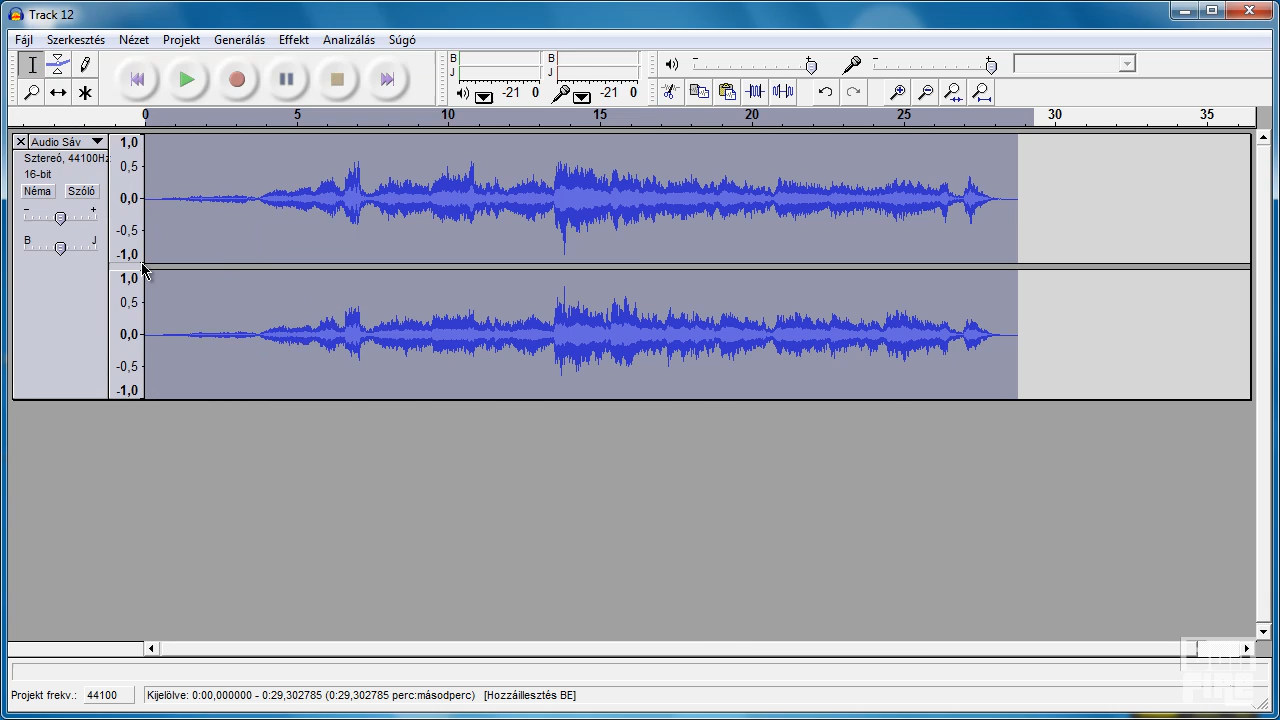 Track 12
Fájl Szerkesztés Nézet Projekt Generálás Effekt Analizálás Súgó
B
J
-21 0
B
J
-21 0
0 5 10 15 20 25 30 35
Audio Sáv
Sztereó, 44100Hz
16-bit
Néma Szóló
- +
B J
1,0
0,5
0,0
-0,5
-1,0
1,0
0,5
0,0
-0,5
-1,0
Projekt frekv.: 44100 Kijelölve: 0:00,000000 - 0:29,302785 (0:29,302785 perc:másodperc) [Hozzáillesztés BE]